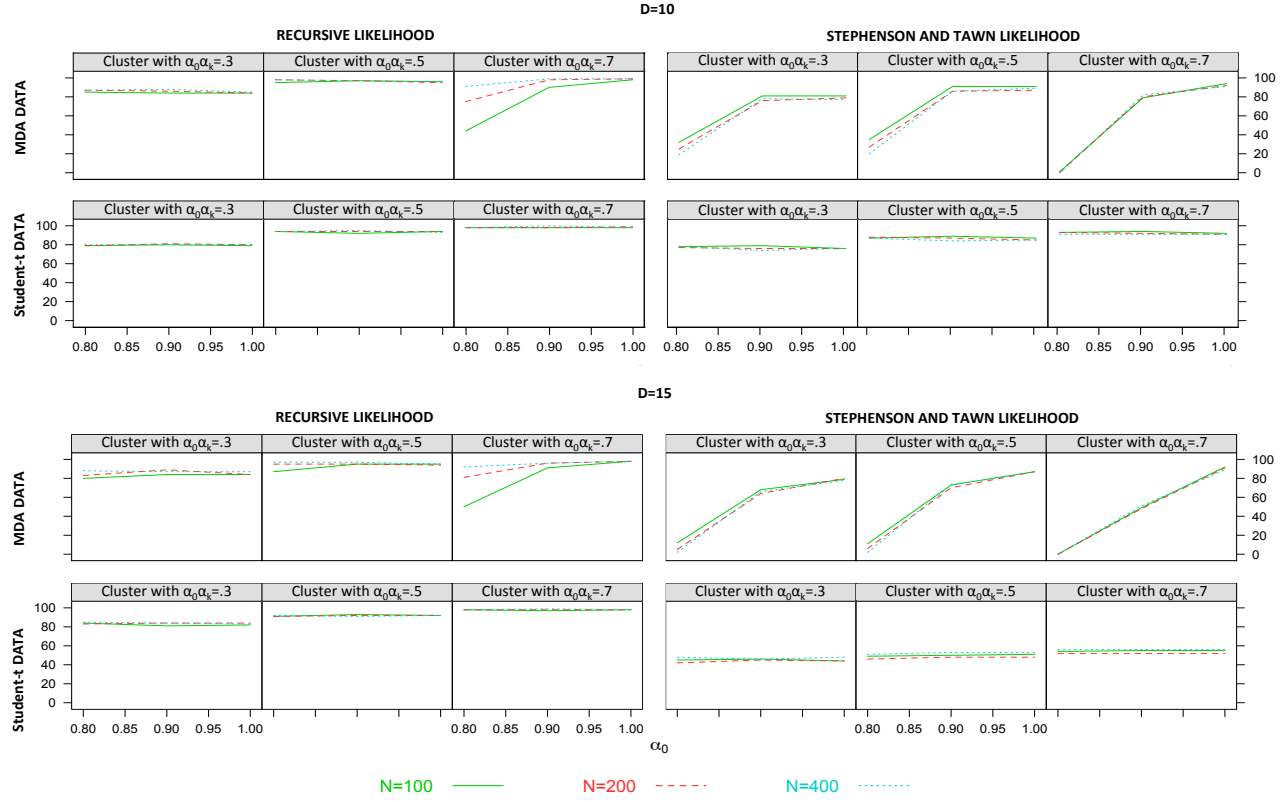 D=10
RECURSIVE LIKELIHOOD STEPHENSON AND TAWN LIKELIHOOD
Cluster with α0αk=.3 Cluster with α0αk=.5 Cluster with α0αk=.7 Cluster with α0αk=.3 Cluster with α0αk=.5 Cluster with α0αk=.7
MDA DATA
100
80
60
40
20
0
Cluster with α0αk=.3 Cluster with α0αk=.5 Cluster with α0αk=.7 Cluster with α0αk=.3 Cluster with α0αk=.5 Cluster with α0αk=.7
Student-t DATA
100
80
60
40
20
0
0.80 0.85 0.90 0.95 1.00 0.80 0.85 0.90 0.95 1.00 0.80 0.85 0.90 0.95 1.00 0.80 0.85 0.90 0.95 1.00
D=15
RECURSIVE LIKELIHOOD STEPHENSON AND TAWN LIKELIHOOD
Cluster with α0αk=.3 Cluster with α0αk=.5 Cluster with α0αk=.7 Cluster with α0αk=.3 Cluster with α0αk=.5 Cluster with α0αk=.7
MDA DATA
100
80
60
40
20
0
Cluster with α0αk=.3 Cluster with α0αk=.5 Cluster with α0αk=.7 Cluster with α0αk=.3 Cluster with α0αk=.5 Cluster with α0αk=.7
Student-t DATA
100
80
60
40
20
0
0.80 0.85 0.90 0.95 1.00 0.80 0.85 0.90 0.95 1.00 0.80 0.85 0.90 0.95 1.00
α0
N=100 N=200 N=400